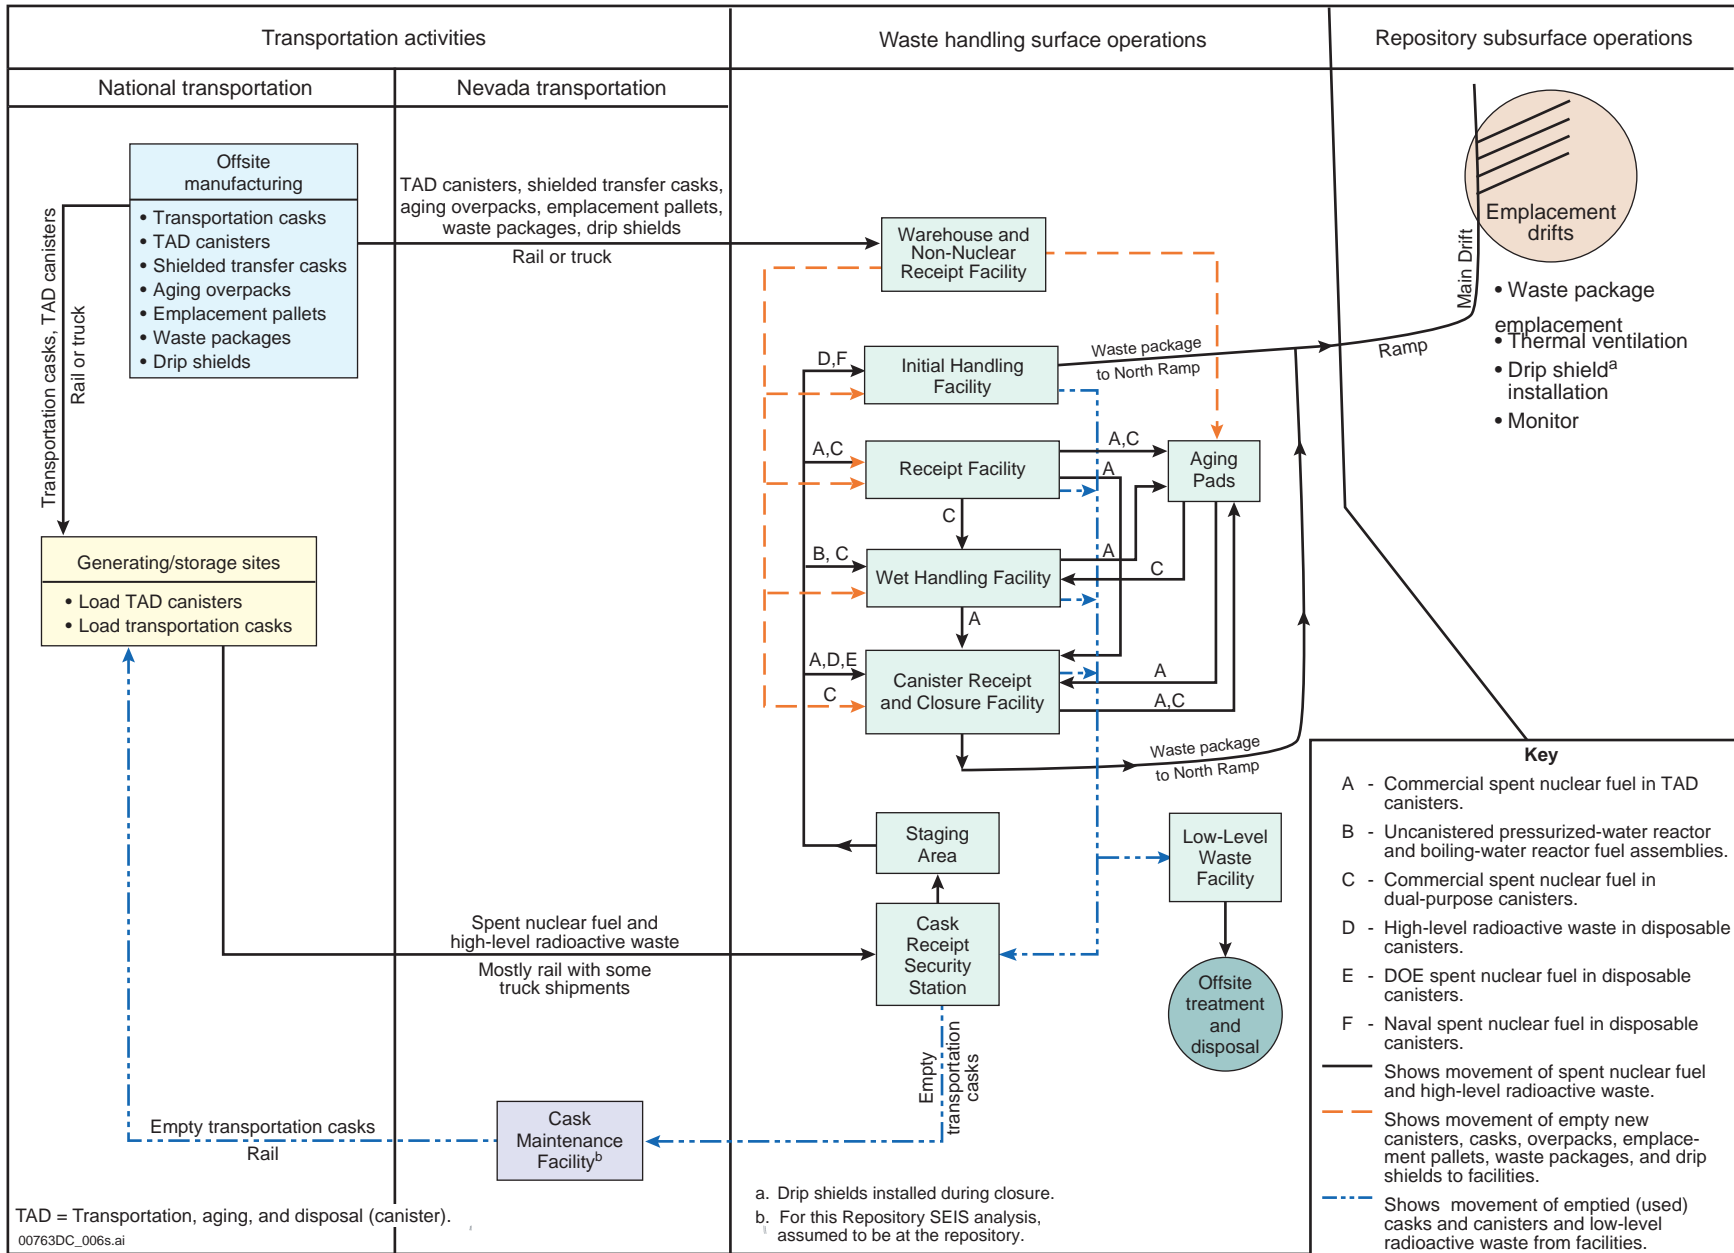 Transportation activities
Waste handling surface operations
Repository subsurface operations
National transportation
Nevada transportation
Offsite
manufacturing
• Transportation casks
• TAD canisters
• Shielded transfer casks
• Aging overpacks
• Emplacement pallets
• Waste packages
• Drip shields
Transportation casks, TAD canisters
Rail or truck
TAD canisters, shielded transfer casks,
aging overpacks, emplacement pallets,
waste packages, drip shields
Rail or truck
Generating/storage sites
• Load TAD canisters
• Load transportation casks
Spent nuclear fuel and
high-level radioactive waste
Mostly rail with some
truck shipments
Empty transportation casks
Rail
Cask
Maintenance
Facilityb
TAD = Transportation, aging, and disposal (canister).
00763DC_006s.ai
Warehouse and
Non-Nuclear
Receipt Facility
D,F
Initial Handling
Facility
Waste package
to North Ramp
A,C
Receipt Facility
A,C
A
Aging
Pads
C
B, C
Wet Handling Facility
A
C
A
A,D,E
C
Canister Receipt
and Closure Facility
A
A,C
Waste package
to North Ramp
Staging
Area
Low-Level
Waste
Facility
Cask
Receipt
Security
Station
Offsite
treatment
and
disposal
Empty
transportation
casks
a. Drip shields installed during closure.
b. For this Repository SEIS analysis,
assumed to be at the repository.
Main Drift
Ramp
Emplacement
drifts
• Waste package
emplacement
• Thermal ventilation
• Drip shielda
installation
• Monitor
Key
A - Commercial spent nuclear fuel in TAD
canisters.
B - Uncanistered pressurized-water reactor
and boiling-water reactor fuel assemblies.
C - Commercial spent nuclear fuel in
dual-purpose canisters.
D - High-level radioactive waste in disposable
canisters.
E - DOE spent nuclear fuel in disposable
canisters.
F - Naval spent nuclear fuel in disposable
canisters.
Shows movement of spent nuclear fuel
and high-level radioactive waste.
Shows movement of empty new
canisters, casks, overpacks, emplace-
ment pallets, waste packages, and drip
shields to facilities.
Shows movement of emptied (used)
casks and canisters and low-level
radioactive waste from facilities.